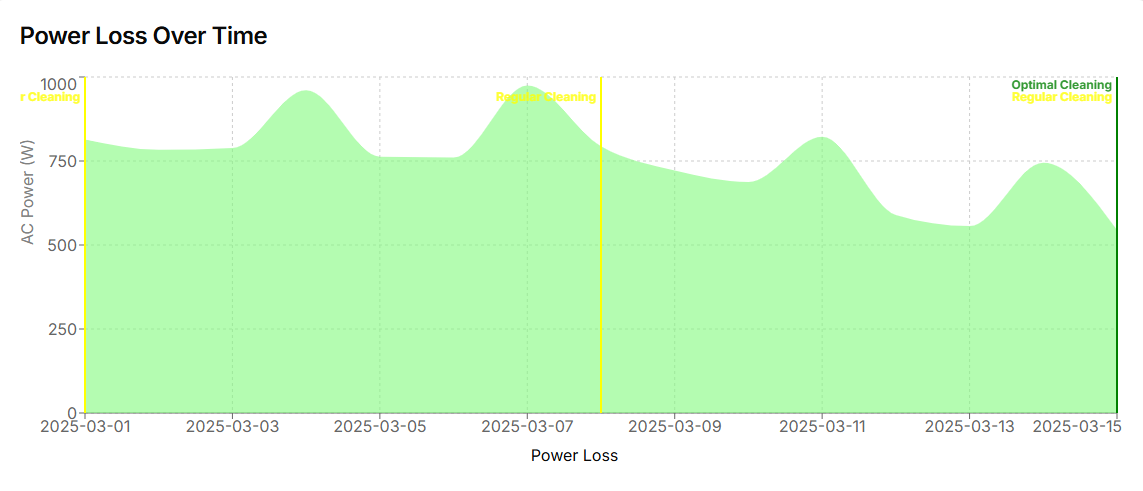 Power Loss Over Time
Optimal Cleaning
r Cleaning
Regular Cleaning
Regular Cleaning
AC Power (W)
1000
750
500
250
0
2025-03-01 2025-03-03 2025-03-05 2025-03-07 2025-03-09 2025-03-11 2025-03-13 2025-03-15
Power Loss